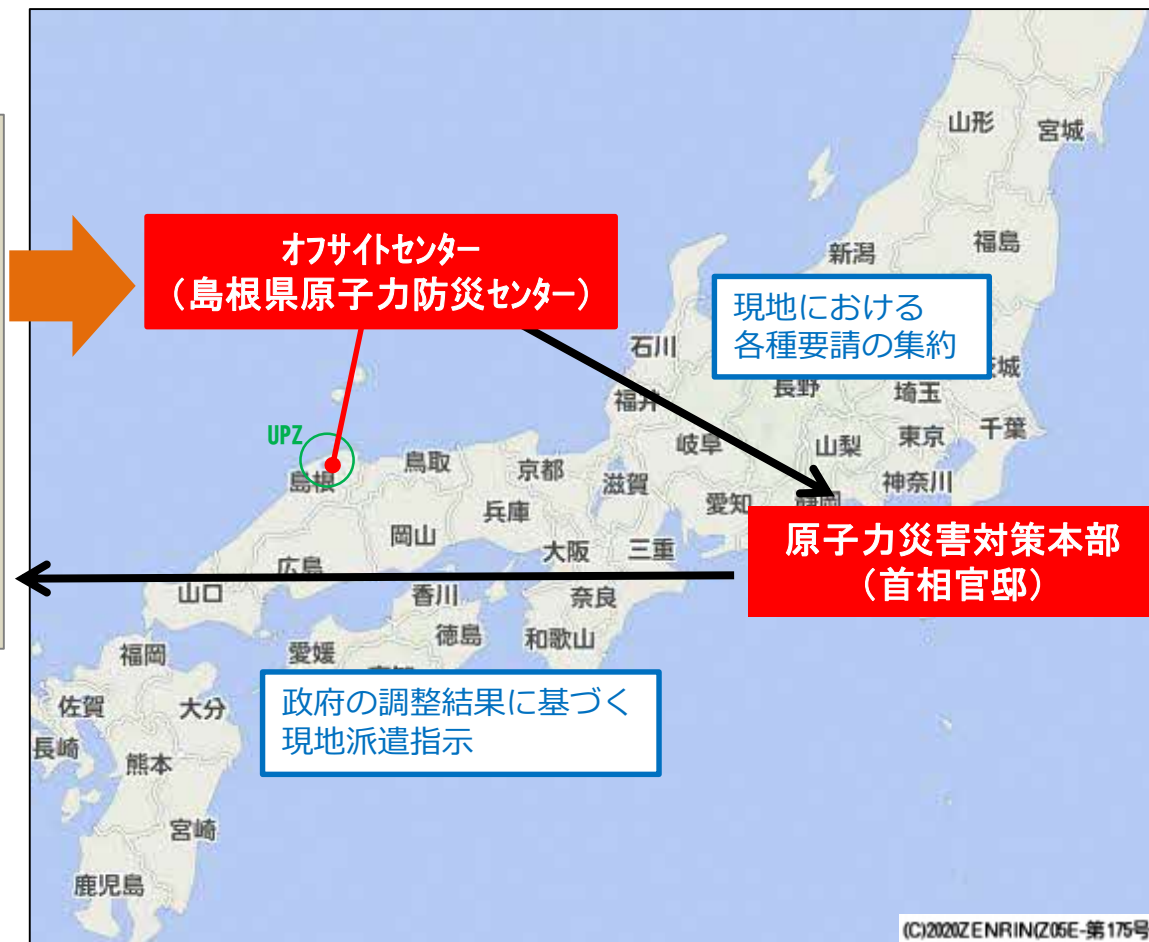 山形
宮城
オフサイトセンター
（島根県原子力防災センター）
新潟
福島
現地における
各種要請の集約
石川
福井
長野
茨城
埼玉
岐阜
山梨
東京
千葉
UPZ
島根
鳥取
京都
滋賀
愛知
静岡
神奈川
兵庫
岡山
大阪
三重
原子力災害対策本部
（首相官邸）
広島
山口
香川
奈良
徳島
和歌山
福岡
愛媛
佐賀
大分
政府の調整結果に基づく
現地派遣指示
長崎
熊本
宮崎
鹿児島
(C)2020ZENRIN(Z05E-第175号